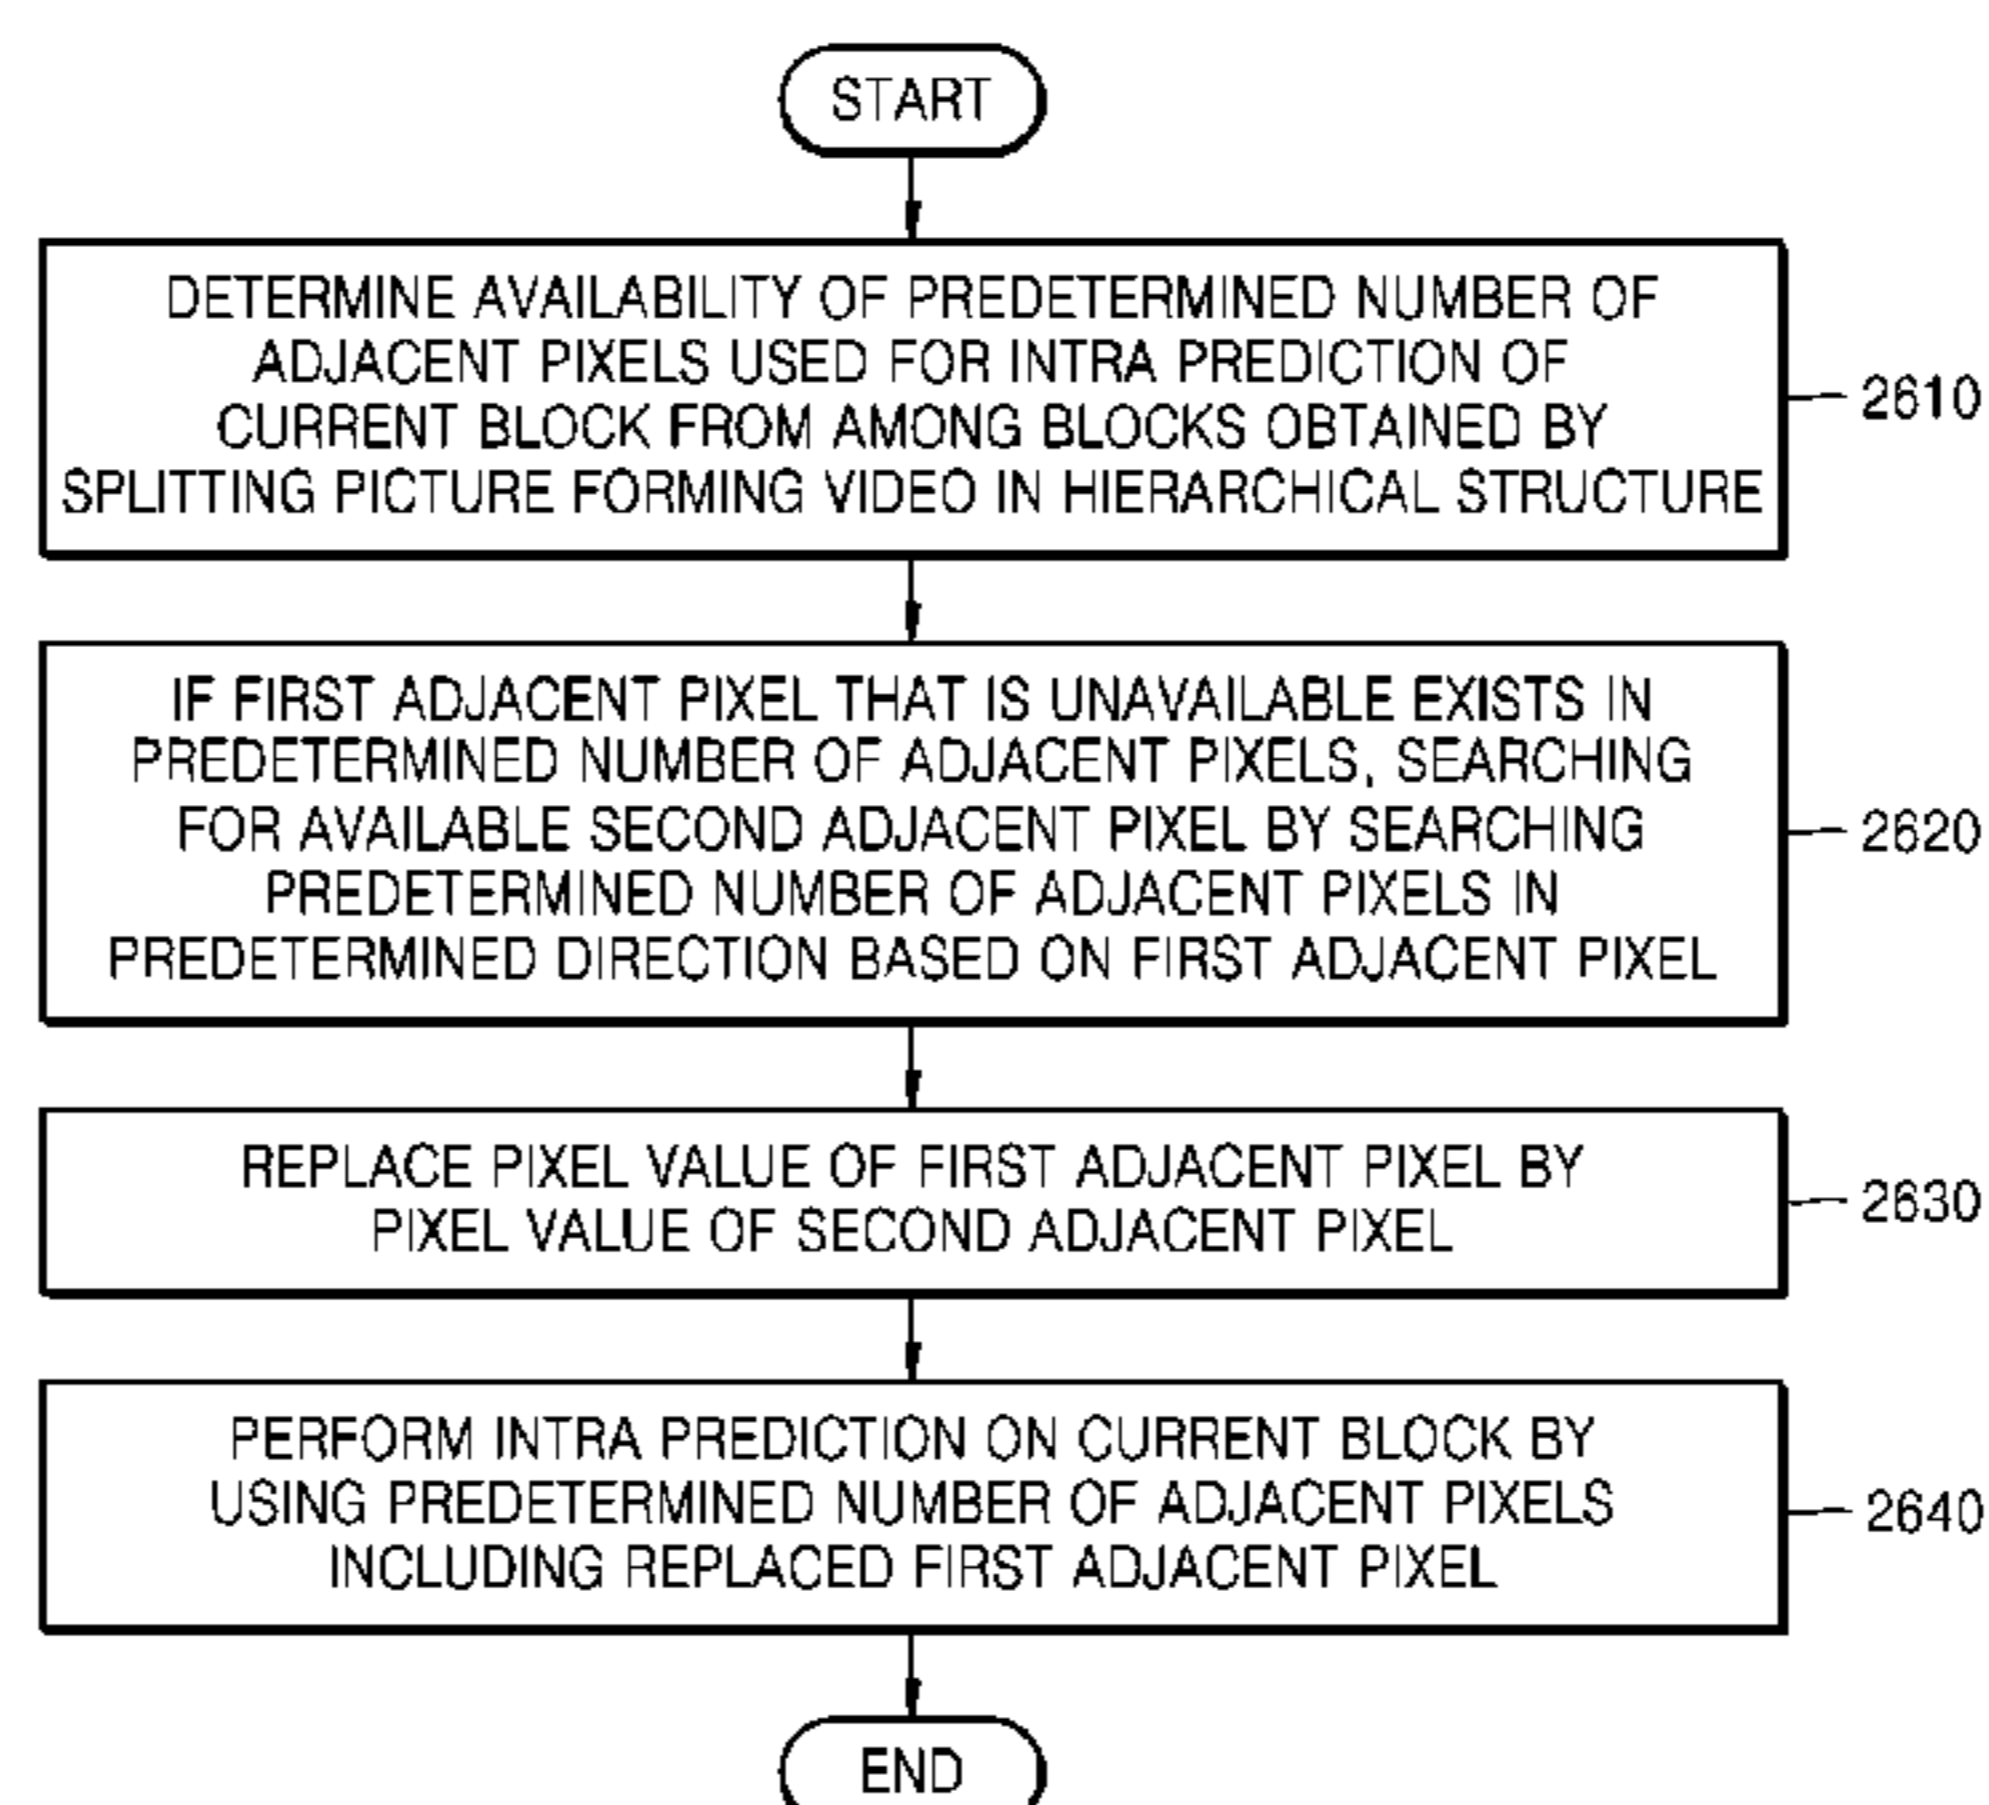 START
DETERMINE AVAILABILITY OF PREDETERMINED NUMBER OF
ADJACENT PIXELS USED FOR INTRA PREDICTION OF
CURRENT BLOCK FROM AMONG BLOCKS OBTAINED BY
SPLITTING PICTURE FORMING VIDEO IN HIERARCHICAL STRUCTURE
2610
IF FIRST ADJACENT PIXEL THAT IS UNAVAILABLE EXISTS IN
PREDETERMINED NUMBER OF ADJACENT PIXELS, SEARCHING
FOR AVAILABLE SECOND ADJACENT PIXEL BY SEARCHING
PREDETERMINED NUMBER OF ADJACENT PIXELS IN
PREDETERMINED DIRECTION BASED ON FIRST ADJACENT PIXEL
2620
REPLACE PIXEL VALUE OF FIRST ADJACENT PIXEL BY
PIXEL VALUE OF SECOND ADJACENT PIXEL
2630
PERFORM INTRA PREDICTION ON CURRENT BLOCK BY
USING PREDETERMINED NUMBER OF ADJACENT PIXELS
INCLUDING REPLACED FIRST ADJACENT PIXEL
2640
END